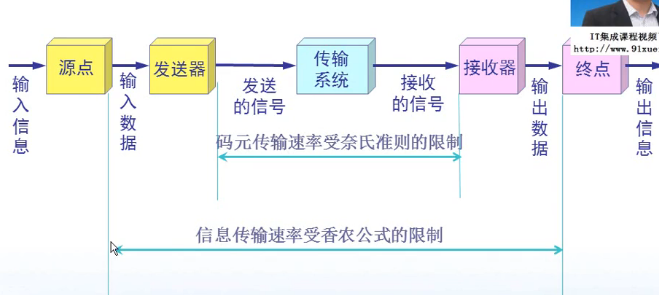 IT集成课程视频
http://www.91xue
源点
发送器
传输
系统
接收器
终点
输入信息
输入数据
发送
的信号
接收
的信号
输出数据
输出信息
码元传输速率受奈氏准则的限制
信息传输速率受香农公式的限制